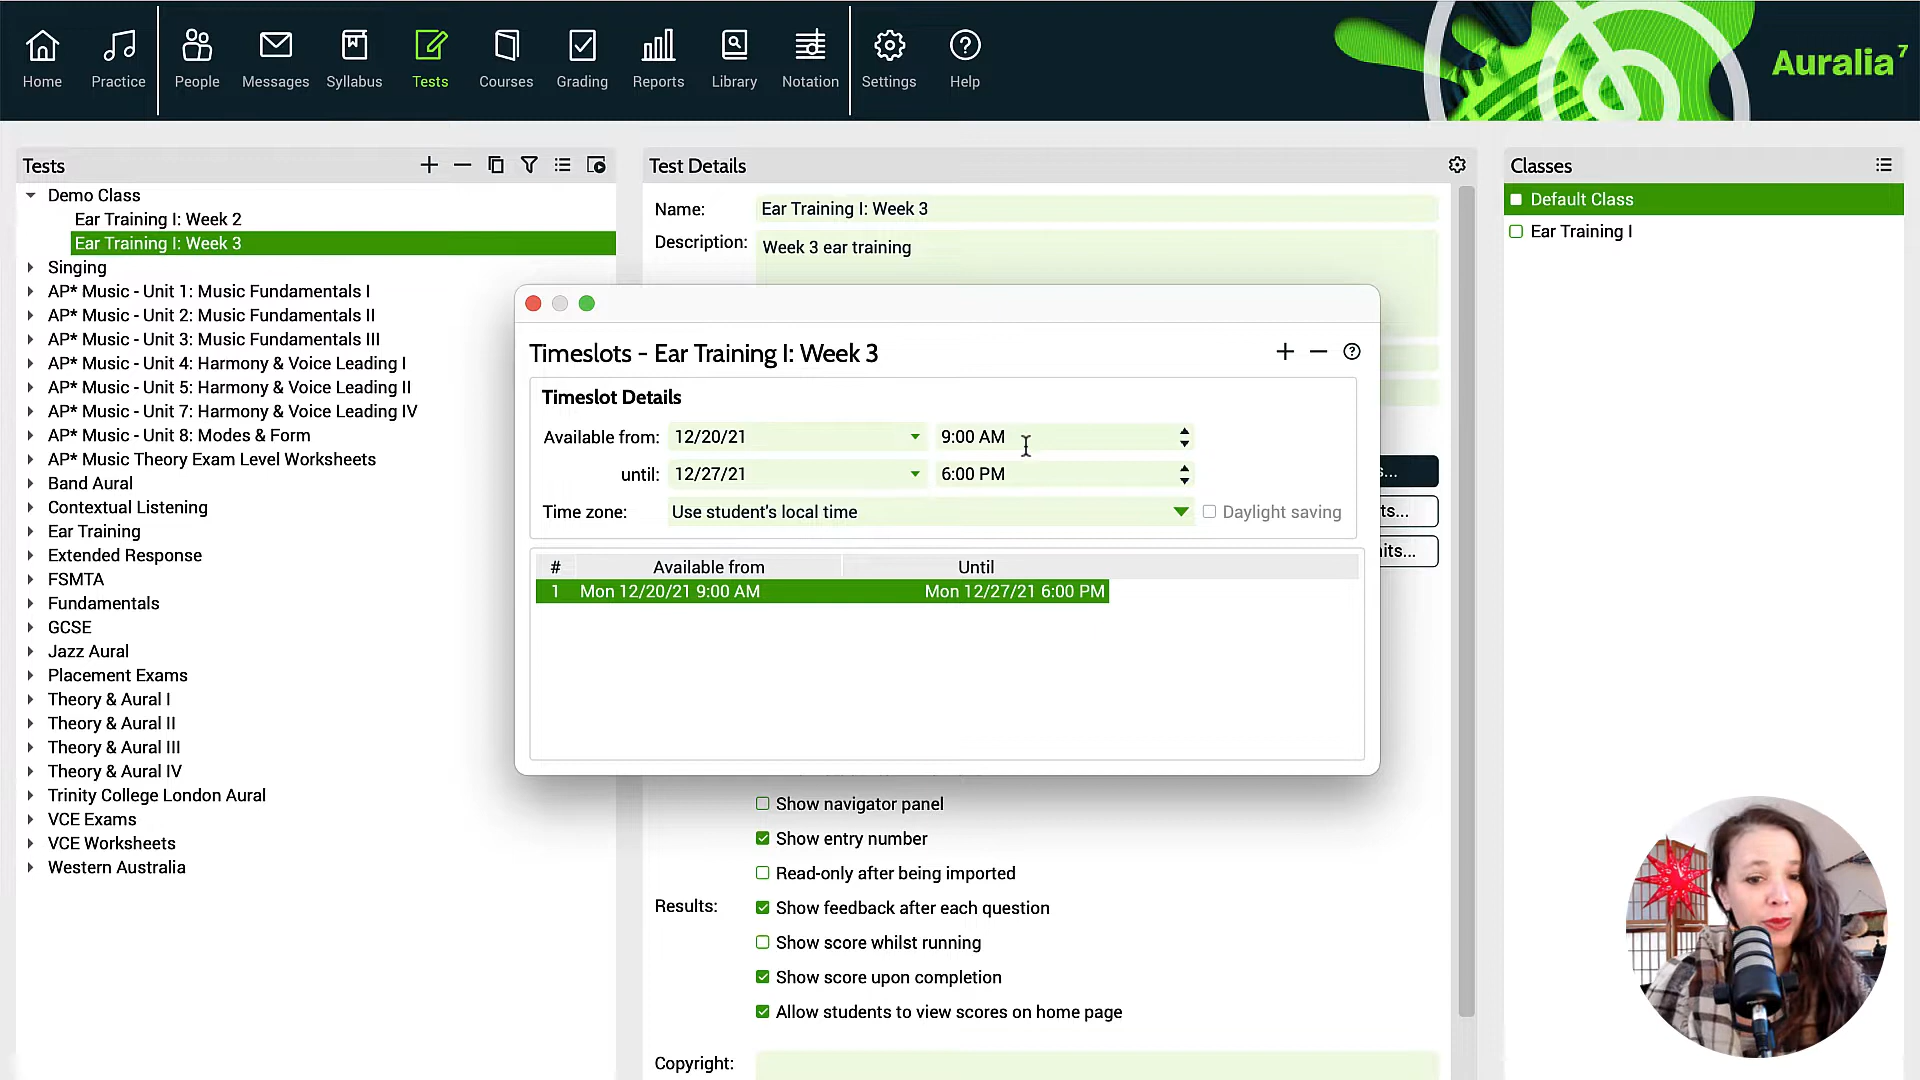 Home
Practice
People
Messages
Syllabus
Tests
Courses
Grading
Reports
Library
Notation
Settings
Help
Auralia7
Tests
Demo Class
Ear Training I: Week 2
Ear Training I: Week 3
Singing
AP* Music - Unit 1: Music Fundamentals I
AP* Music - Unit 2: Music Fundamentals II
AP* Music - Unit 3: Music Fundamentals III
AP* Music - Unit 4: Harmony & Voice Leading I
AP* Music - Unit 5: Harmony & Voice Leading II
AP* Music - Unit 7: Harmony & Voice Leading IV
AP* Music - Unit 8: Modes & Form
AP* Music Theory Exam Level Worksheets
Band Aural
Contextual Listening
Ear Training
Extended Response
FSMTA
Fundamentals
GCSE
Jazz Aural
Placement Exams
Theory & Aural I
Theory & Aural II
Theory & Aural III
Theory & Aural IV
Trinity College London Aural
VCE Exams
VCE Worksheets
Western Australia
Test Details
Name: Ear Training I: Week 3
Description: Week 3 ear training
Timeslots - Ear Training I: Week 3
Timeslot Details
Available from: 12/20/21 9:00 AM
until: 12/27/21 6:00 PM
Time zone: Use student's local time Daylight saving
# Available from Until
1 Mon 12/20/21 9:00 AM Mon 12/27/21 6:00 PM
s...
ts...
its...
Show navigator panel
Show entry number
Read-only after being imported
Results: Show feedback after each question
Show score whilst running
Show score upon completion
Allow students to view scores on home page
Copyright:
Classes
Default Class
Ear Training I